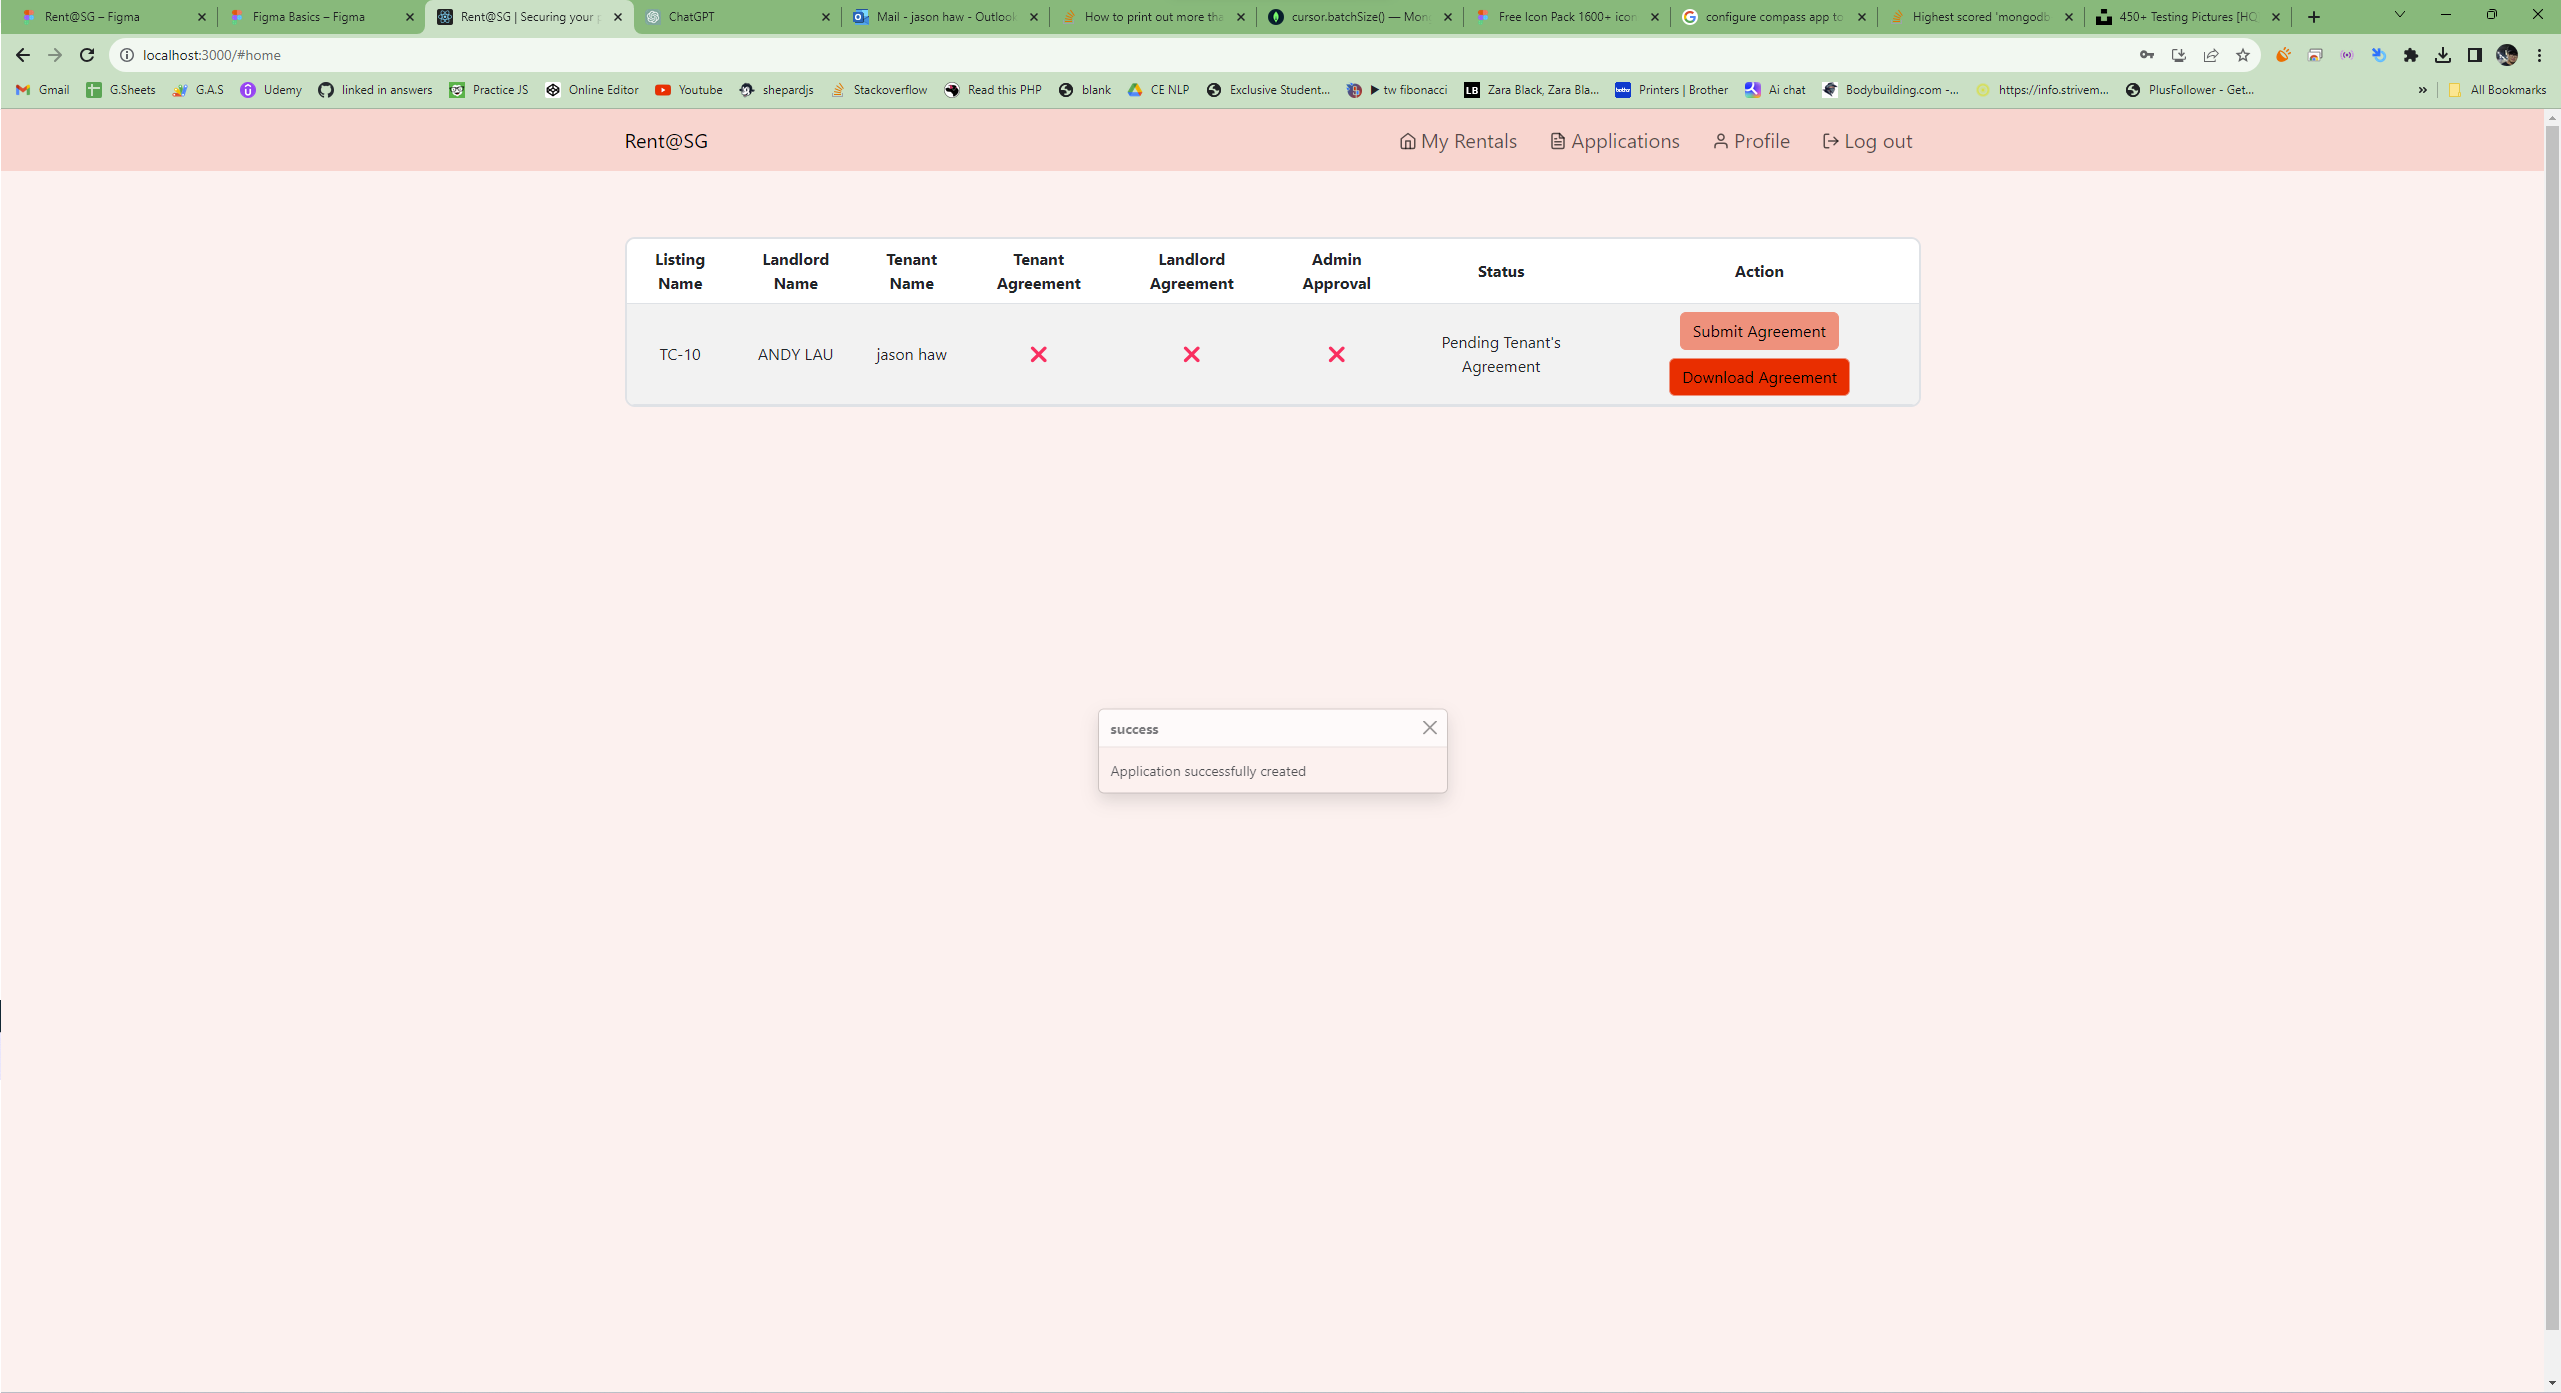 Rent@SG – Figma
Figma Basics – Figma
Rent@SG | Securing your
ChatGPT
Mail - jason haw - Outlook
How to print out more tha
cursor.batchSize() — Mon
Free Icon Pack 1600+ icon
configure compass app to
Highest scored 'mongodb
450+ Testing Pictures [HQ
localhost:3000/#home
Gmail
G.Sheets
G.A.S
Udemy
linked in answers
Practice JS
Online Editor
Youtube
shepardjs
Stackoverflow
Read this PHP
blank
CE NLP
Exclusive Student...
tw fibonacci
LB
Zara Black, Zara Bla...
Printers | Brother
Ai chat
Bodybuilding.com -...
https://info.strivem...
PlusFollower - Get...
»
All Bookmarks
Rent@SG
My Rentals
Applications
Profile
Log out
Listing
Name
Landlord
Name
Tenant
Name
Tenant
Agreement
Landlord
Agreement
Admin
Approval
Status
Action
TC-10
ANDY LAU
jason haw
Pending Tenant's
Agreement
Submit Agreement
Download Agreement
success
Application successfully created